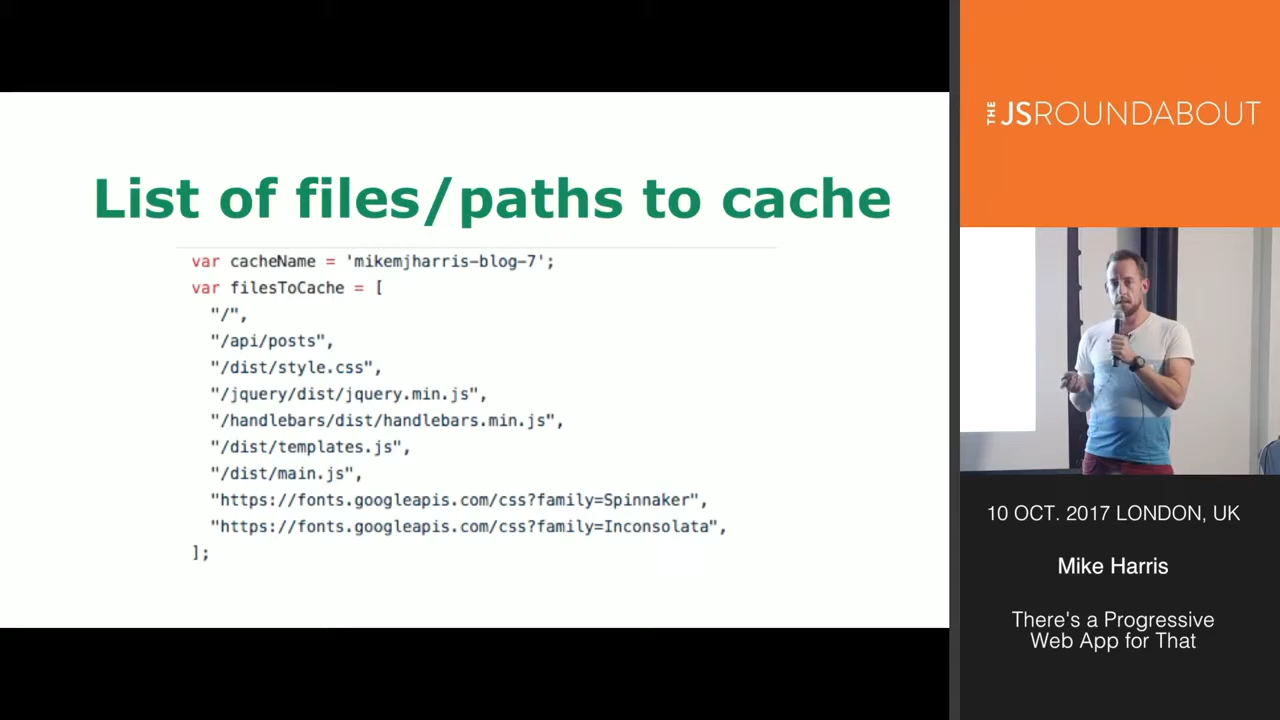 List of files/paths to cache
var cacheName = 'mikemjharris-blog-7';
var filesToCache = [
"/",
"/api/posts",
"/dist/style.css",
"/jquery/dist/jquery.min.js",
"/handlebars/dist/handlebars.min.js",
"/dist/templates.js",
"/dist/main.js",
"https://fonts.googleapis.com/css?family=Spinnaker",
"https://fonts.googleapis.com/css?family=Inconsolata",
];
THE JSROUNDABOUT
10 OCT. 2017 LONDON, UK
Mike Harris
There's a Progressive
Web App for That